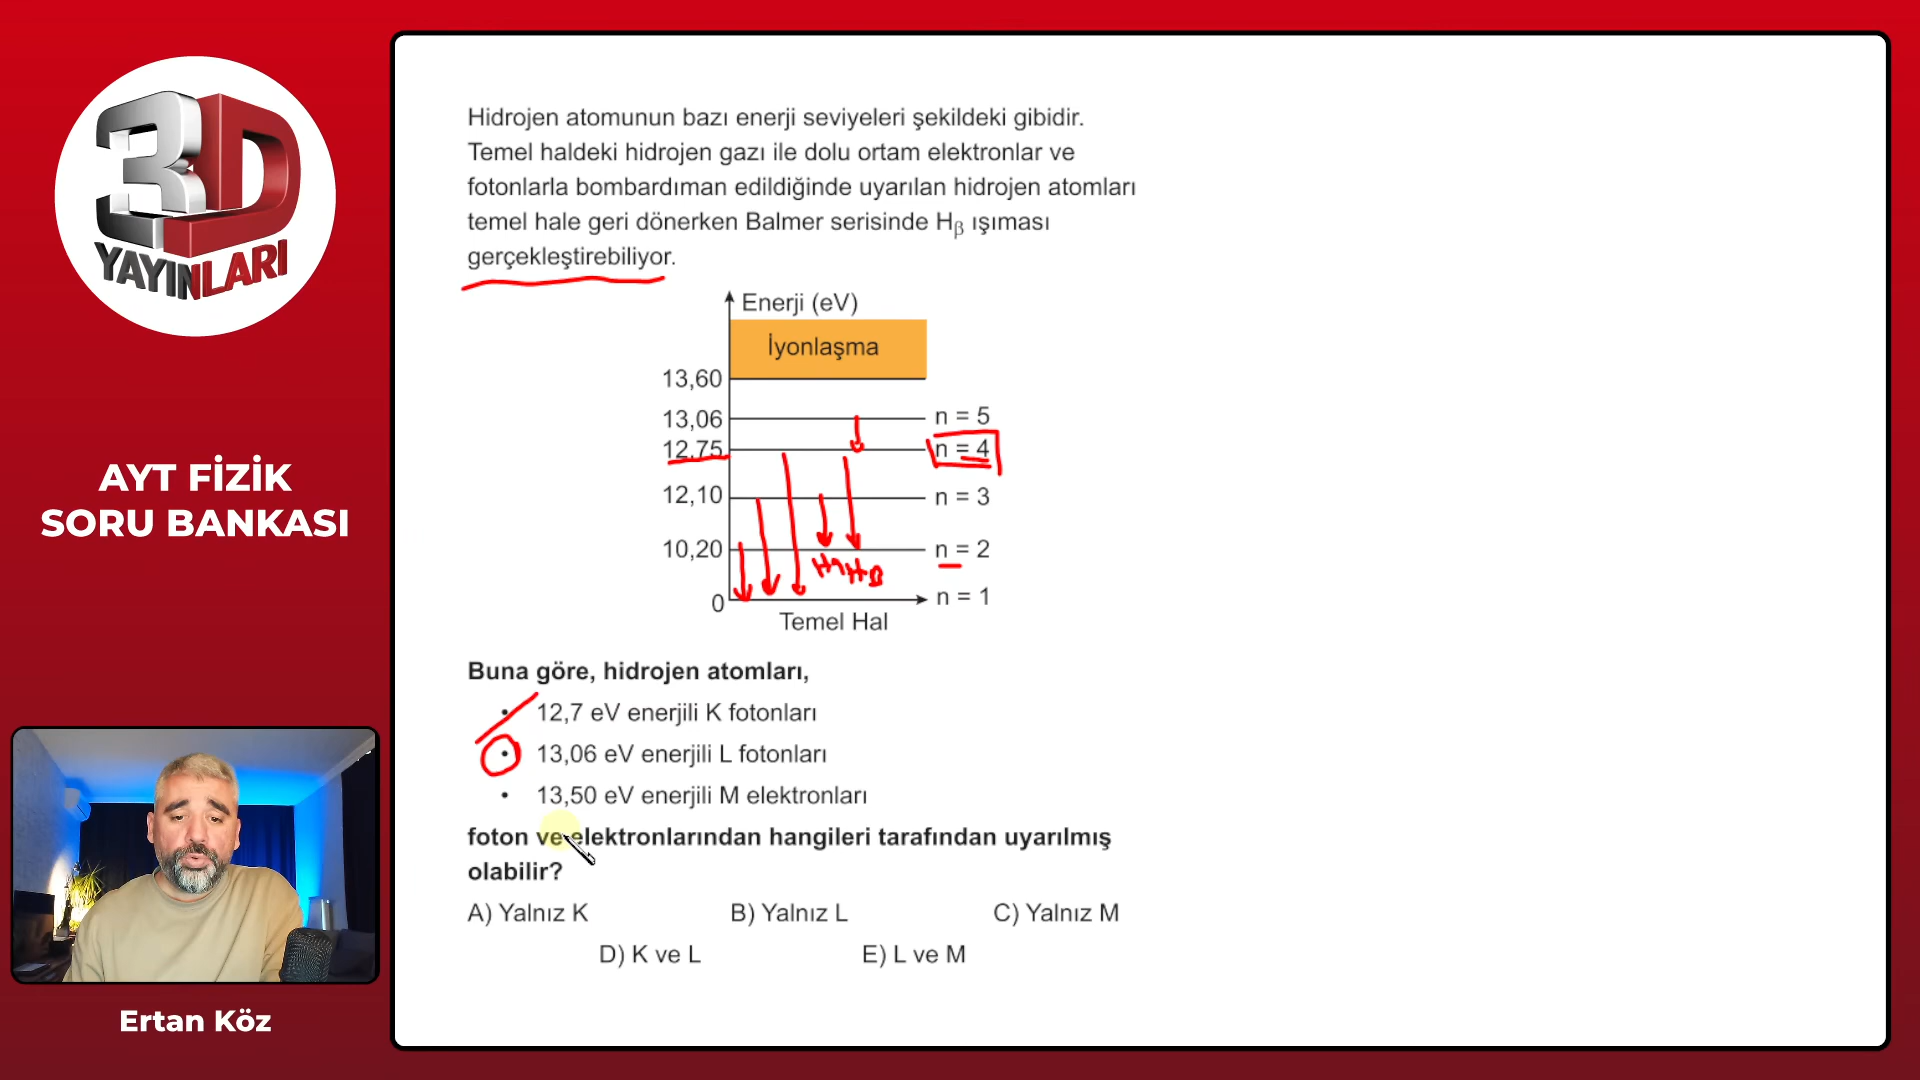 3D
YAYINLARI
AYT FİZİK
SORU BANKASI
Ertan Köz
Hidrojen atomunun bazı enerji seviyeleri şekildeki gibidir.
Temel haldeki hidrojen gazı ile dolu ortam elektronlar ve
fotonlarla bombardıman edildiğinde uyarılan hidrojen atomları
temel hale geri dönerken Balmer serisinde Hβ ışıması
gerçekleştirebiliyor.
Enerji (eV)
İyonlaşma
13,60
13,06 n = 5
12,75 n = 4
12,10 n = 3
10,20 n = 2
Hβ
0 n = 1
Temel Hal
Buna göre, hidrojen atomları,
• 12,7 eV enerjili K fotonları
• 13,06 eV enerjili L fotonları
• 13,50 eV enerjili M elektronları
foton ve elektronlarından hangileri tarafından uyarılmış
olabilir?
A) Yalnız K B) Yalnız L C) Yalnız M
D) K ve L E) L ve M